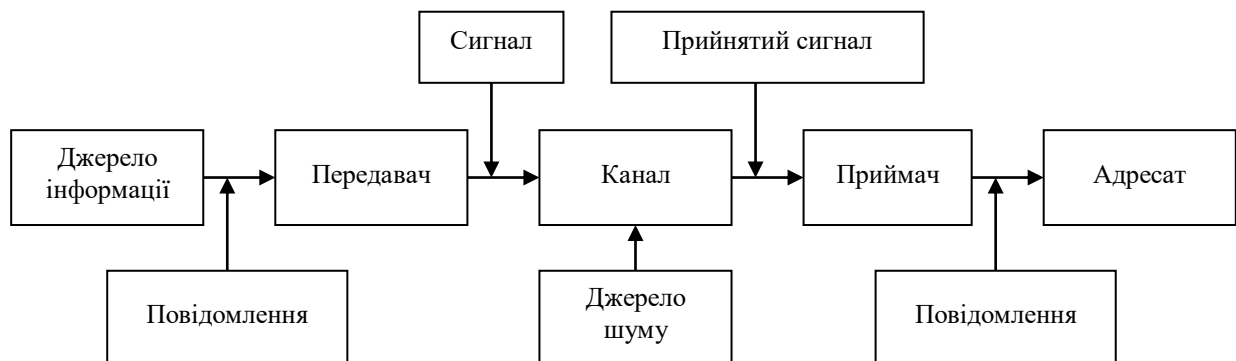 Сигнал
Прийнятий сигнал
Джерело
інформації
Передавач
Канал
Приймач
Адресат
Повідомлення
Джерело
шуму
Повідомлення